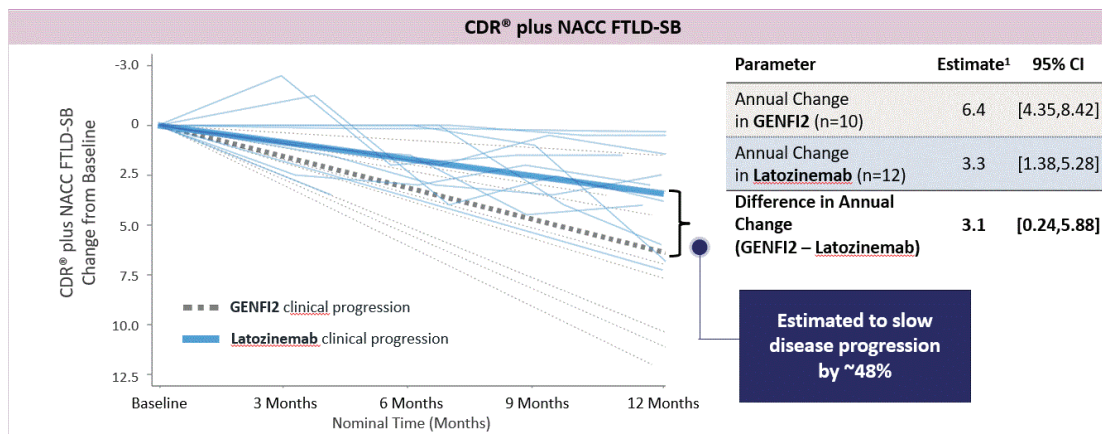 CDR® plus NACC FTLD-SB
CDR® plus NACC FTLD-SB
Change from Baseline
-3.0
0
2.5
5.0
7.5
10.0
12.5
GENFI2 clinical progression
Latozinemab clinical progression
Baseline
3 Months
6 Months
9 Months
12 Months
Nominal Time (Months)
Parameter Estimate¹ 95% CI
Annual Change
in GENFI2 (n=10) 6.4 [4.35,8.42]
Annual Change
in Latozinemab (n=12) 3.3 [1.38,5.28]
Difference in Annual
Change
(GENFI2 – Latozinemab) 3.1 [0.24,5.88]
Estimated to slow
disease progression
by ~48%